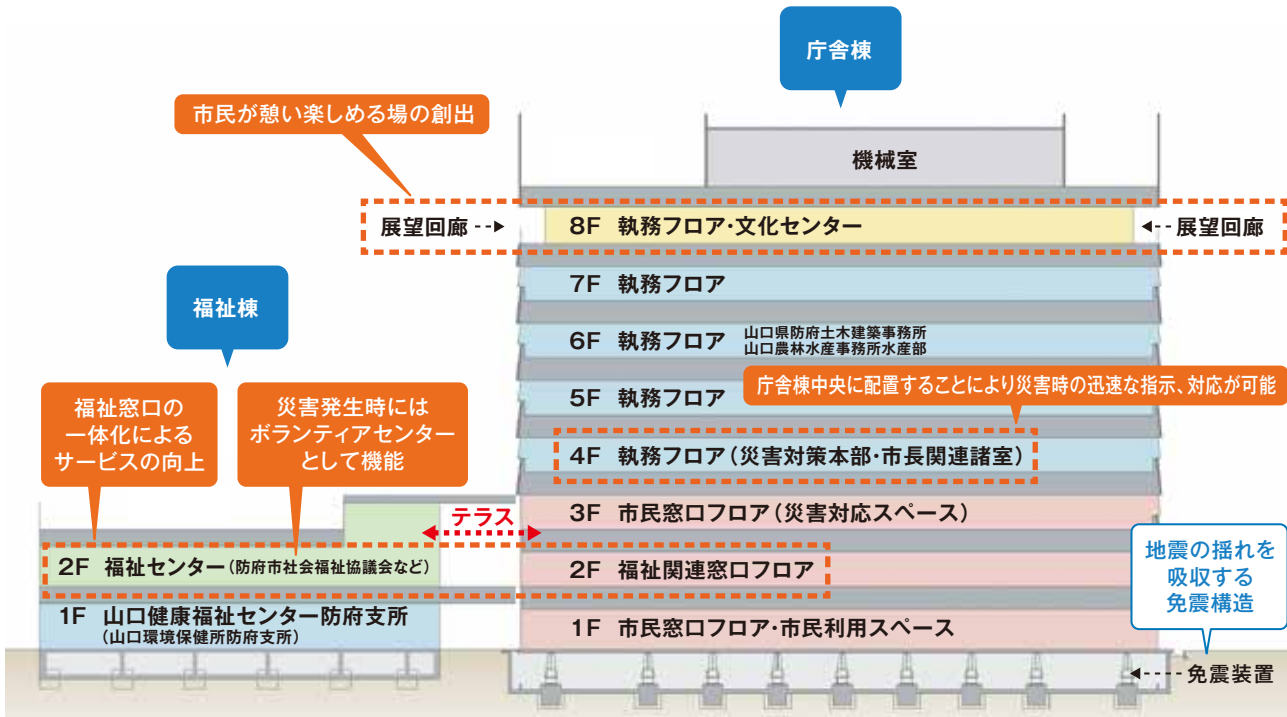 庁舎棟
市民が憩い楽しめる場の創出
機械室
展望回廊
8F 執務フロア・文化センター
展望回廊
7F 執務フロア
福祉棟
6F 執務フロア
山口県防府土木建築事務所
山口農林水産事務所水産部
庁舎棟中央に配置することにより災害時の迅速な指示、対応が可能
5F 執務フロア
福祉窓口の
一体化による
サービスの向上
災害発生時には
ボランティアセンター
として機能
4F 執務フロア(災害対策本部・市長関連諸室)
テラス
3F 市民窓口フロア(災害対応スペース)
地震の揺れを
吸収する
免震構造
2F 福祉センター(防府市社会福祉協議会など)
2F 福祉関連窓口フロア
1F 山口健康福祉センター防府支所
(山口環境保健所防府支所)
1F 市民窓口フロア・市民利用スペース
免震装置